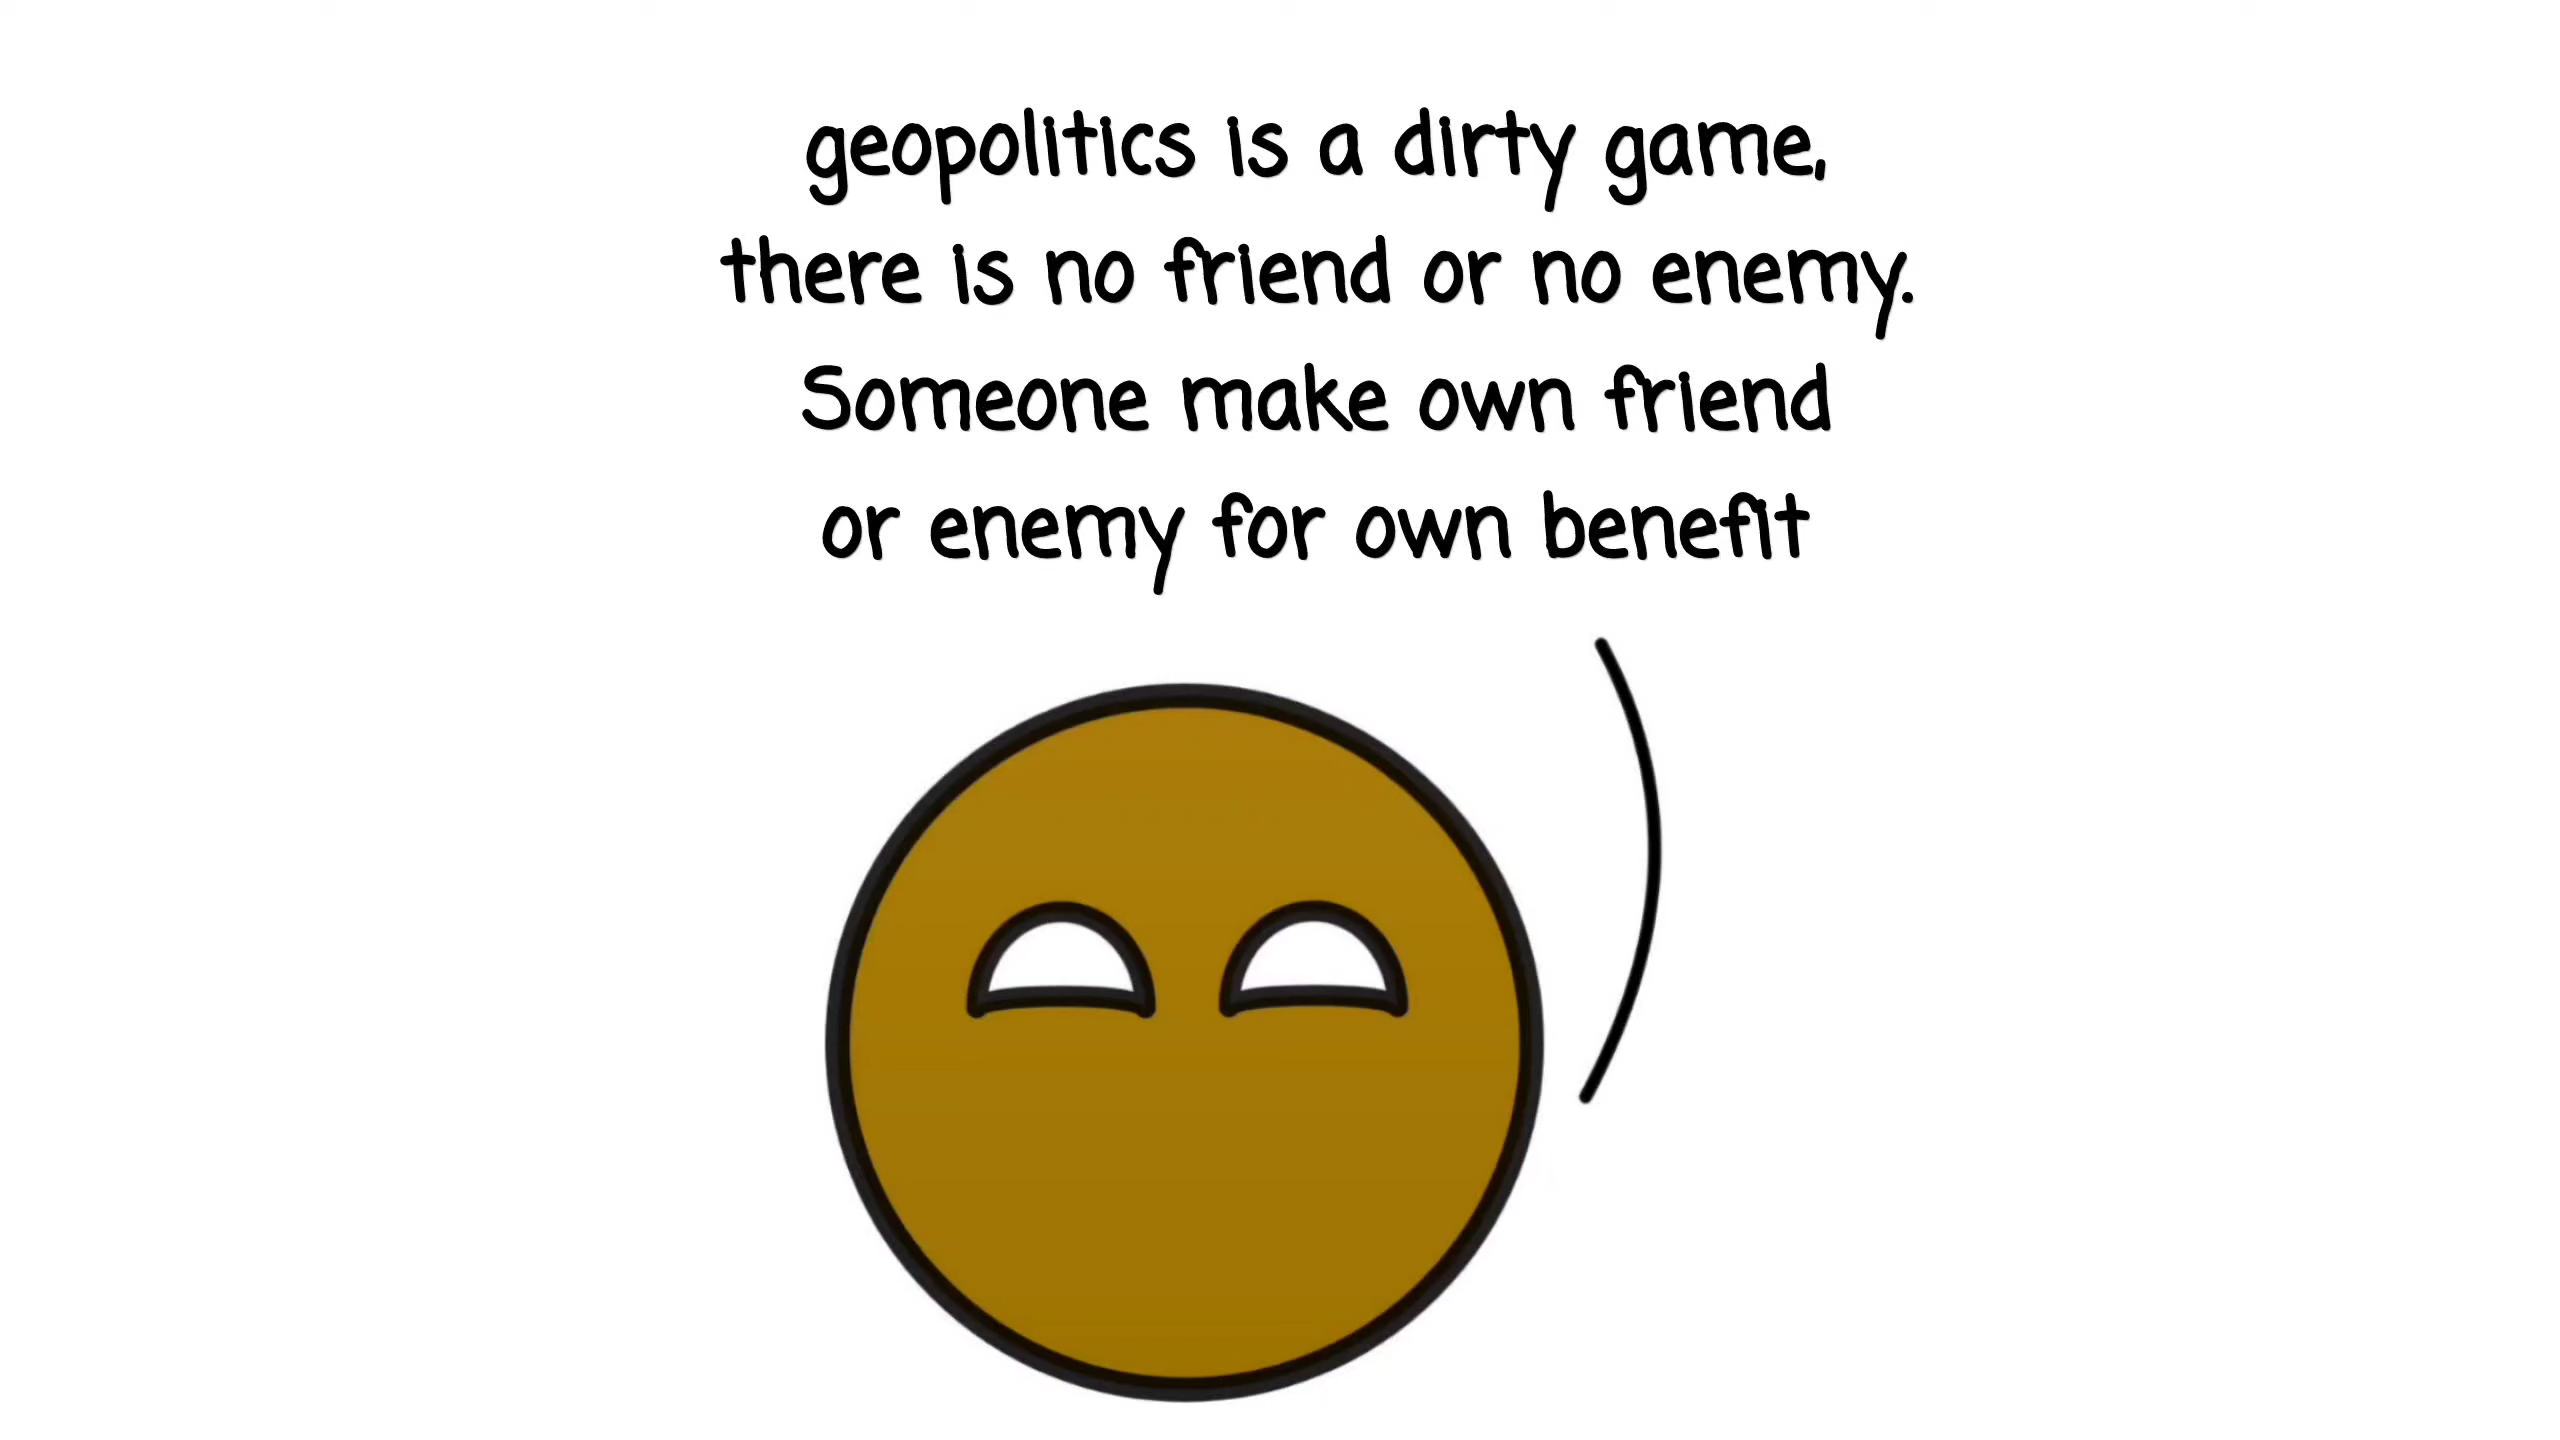 geopolitics is a dirty game,
there is no friend or no enemy.
Someone make own friend
or enemy for own benefit